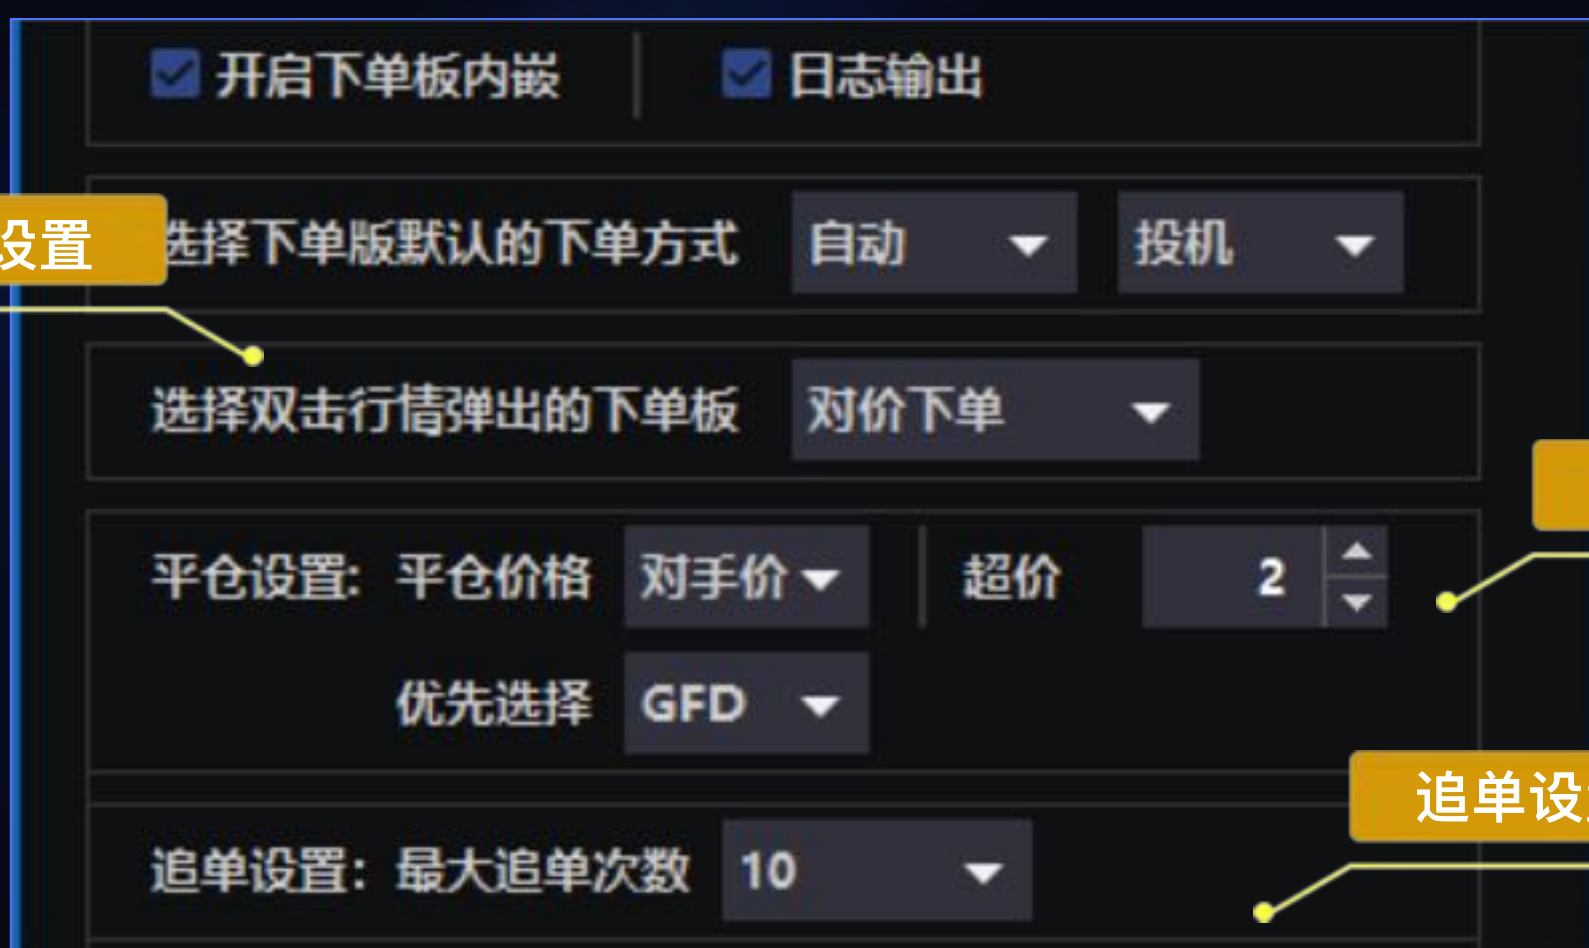 开启下单板内嵌 日志输出
设置
选择下单版默认的下单方式 自动 投机
选择双击行情弹出的下单板 对价下单
平仓设置: 平仓价格 对手价 超价 2
优先选择 GFD
追单设
追单设置: 最大追单次数 10